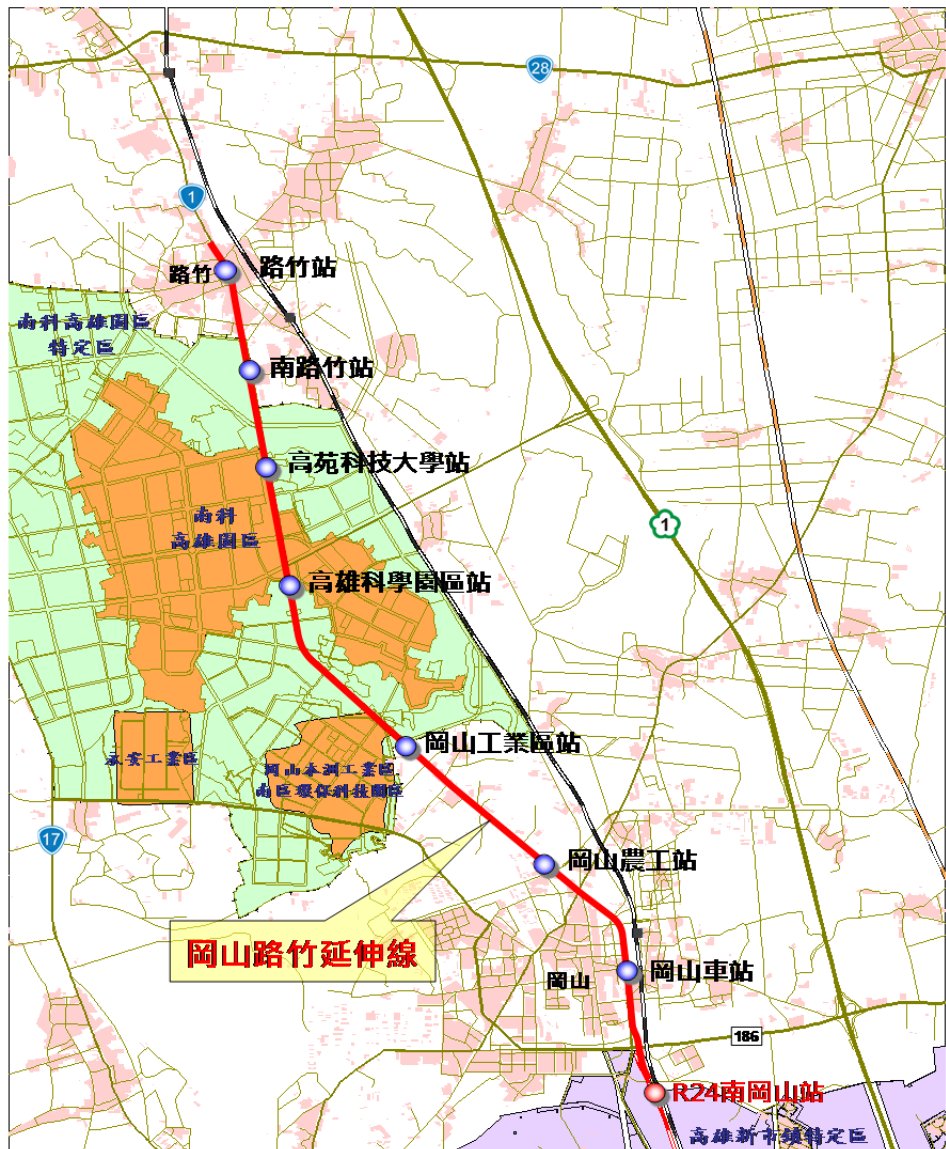 28
1
路竹站
路竹
南科高雄園區
特定區
南路竹站
高苑科技大學站
南科
高雄園區
1
高雄科學園區站
岡山工業區站
永安工業區
岡山本洲工業區
南區環保科技園區
17
岡山農工站
岡山路竹延伸線
岡山車站
岡山
186
R24南岡山站
高雄新市鎮特定區